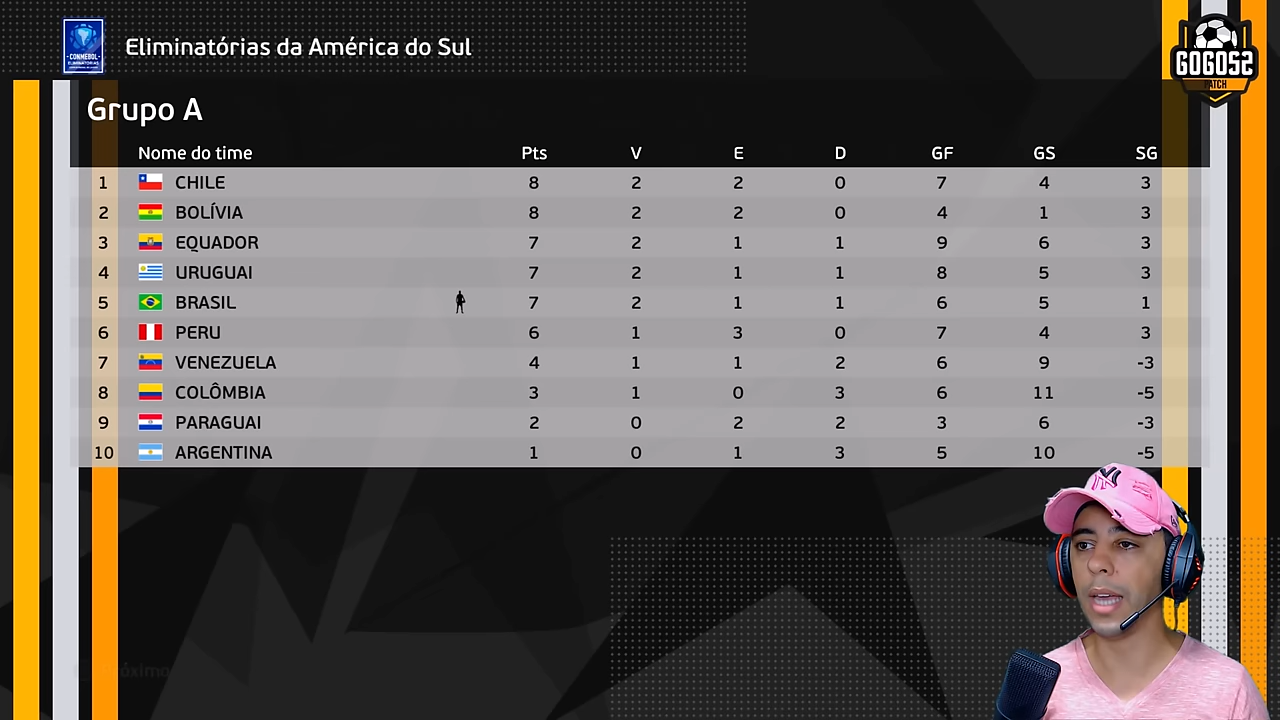 CONMEBOL
ELIMINATÓRIAS
Eliminatórias da América do Sul
GOGOS2
PATCH
Grupo A
Nome do time Pts V E D GF GS SG
1 CHILE 8 2 2 0 7 4 3
2 BOLÍVIA 8 2 2 0 4 1 3
3 EQUADOR 7 2 1 1 9 6 3
4 URUGUAI 7 2 1 1 8 5 3
5 BRASIL 7 2 1 1 6 5 1
6 PERU 6 1 3 0 7 4 3
7 VENEZUELA 4 1 1 2 6 9 -3
8 COLÔMBIA 3 1 0 3 6 11 -5
9 PARAGUAI 2 0 2 2 3 6 -3
10 ARGENTINA 1 0 1 3 5 10 -5